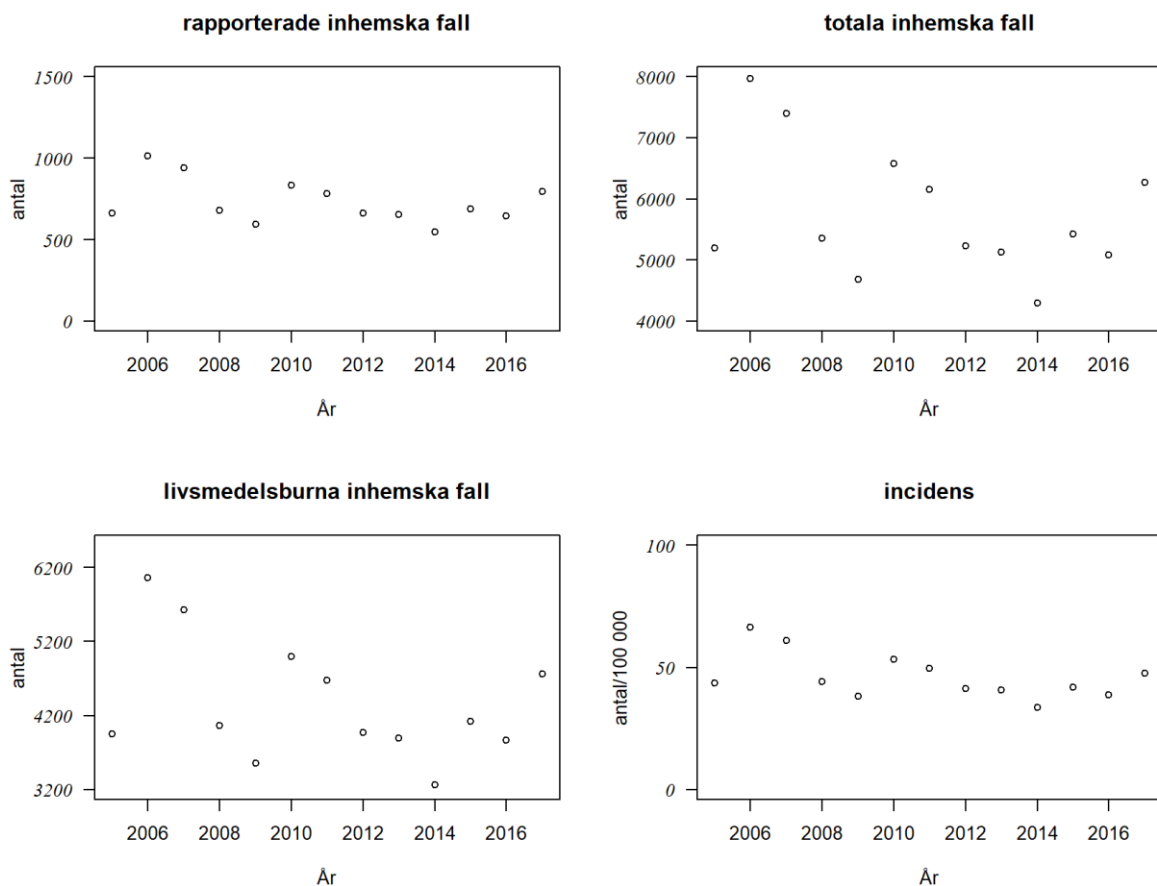 rapporterade inhemska fall
1500
1000
500
0
antal
2006 2008 2010 2012 2014 2016
År
totala inhemska fall
8000
7000
6000
5000
4000
antal
2006 2008 2010 2012 2014 2016
År
livsmedelsburna inhemska fall
6200
5200
4200
3200
antal
2006 2008 2010 2012 2014 2016
År
incidens
100
50
0
antal/100 000
2006 2008 2010 2012 2014 2016
År